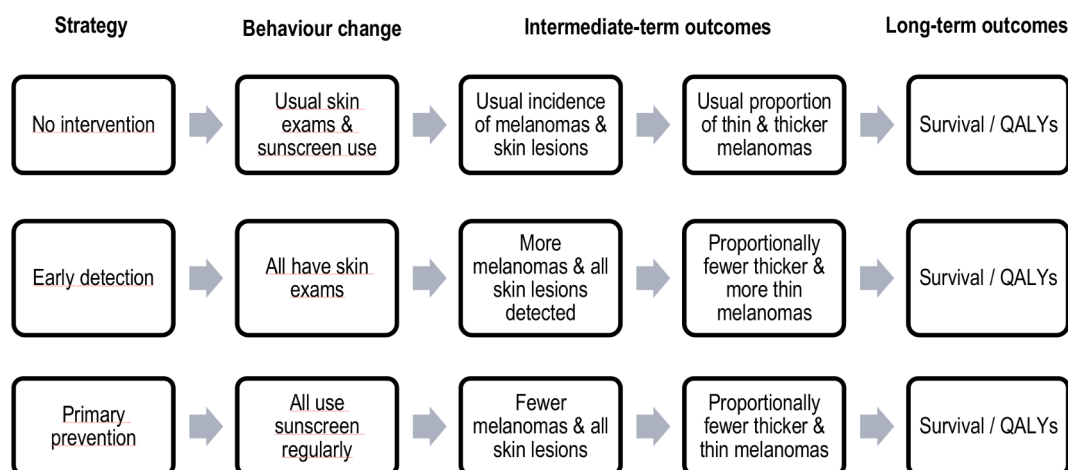 Strategy
Behaviour change
Intermediate-term outcomes
Long-term outcomes
No intervention
Usual skin
exams &
sunscreen use
Usual incidence
of melanomas &
skin lesions
Usual proportion
of thin & thicker
melanomas
Survival / QALYs
Early detection
All have skin
exams
More
melanomas & all
skin lesions
detected
Proportionally
fewer thicker &
more thin
melanomas
Survival / QALYs
Primary
prevention
All use
sunscreen
regularly
Fewer
melanomas & all
skin lesions
Proportionally
fewer thicker &
thin melanomas
Survival / QALYs